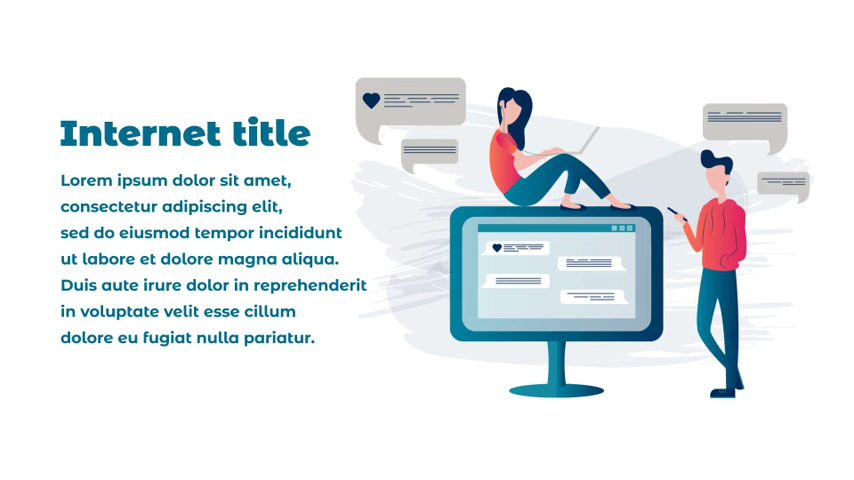 Internet title
Lorem ipsum dolor sit amet,
consectetur adipiscing elit,
sed do eiusmod tempor incididunt
ut labore et dolore magna aliqua.
Duis aute irure dolor in reprehenderit
in voluptate velit esse cillum
dolore eu fugiat nulla pariatur.